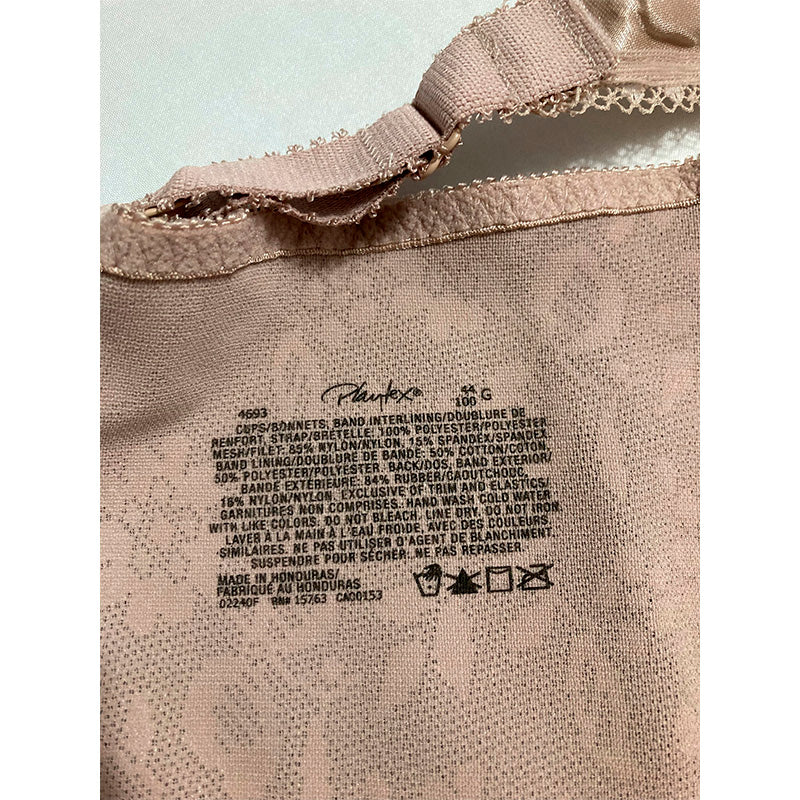 Playtex®
44
100 G
4693
CUPS/BONNETS, BAND INTERLINING/DOUBLURE DE
RENFORT, STRAP/BRETELLE: 100% POLYESTER/POLYESTER
MESH/FILET: 85% NYLON/NYLON, 15% SPANDEX/SPANDEX
BAND LINING/DOUBLURE DE BANDE: 50% COTTON/COTON,
50% POLYESTER/POLYESTER, BACK/DOS, BAND EXTERIOR/
BANDE EXTÉRIEURE: 84% RUBBER/CAOUTCHOUC,
16% NYLON/NYLON, EXCLUSIVE OF TRIM AND ELASTICS/
GARNITURES NON COMPRISES. HAND WASH COLD WATER
WITH LIKE COLORS. DO NOT BLEACH. LINE DRY. DO NOT IRON
LAVER À LA MAIN À L'EAU FROIDE, AVEC DES COULEURS
SIMILAIRES. NE PAS UTILISER D'AGENT DE BLANCHIMENT.
SUSPENDRE POUR SÉCHER. NE PAS REPASSER.
MADE IN HONDURAS/
FABRIQUÉ AU HONDURAS
02240F RN# 15763 CA00153